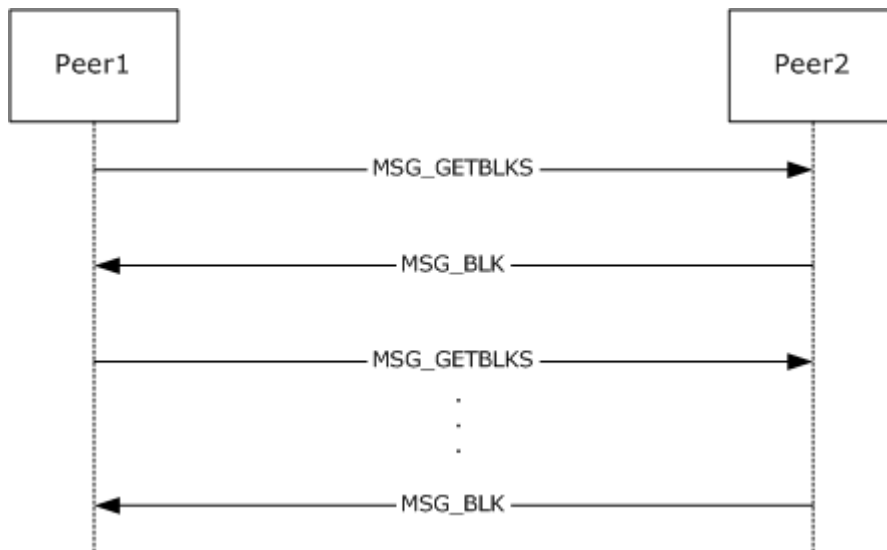 Peer1
Peer2
MSG_GETBLKS
MSG_BLK
MSG_GETBLKS
.
.
.
MSG_BLK